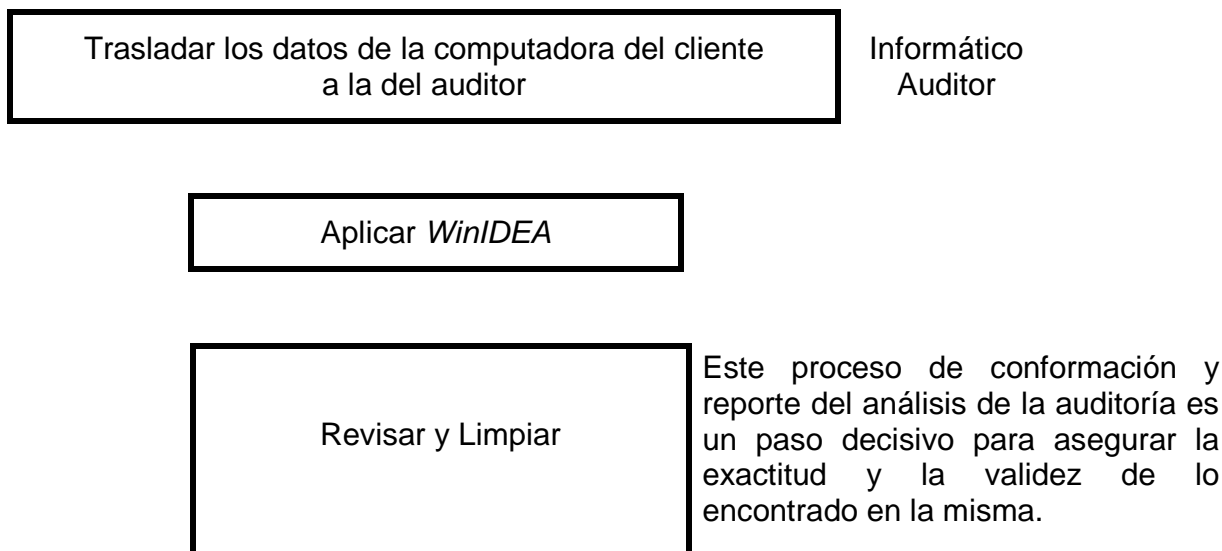 Trasladar los datos de la computadora del cliente
a la del auditor
Informático
Auditor
Aplicar WinIDEA
Revisar y Limpiar
Este proceso de conformación y
reporte del análisis de la auditoría es
un paso decisivo para asegurar la
exactitud y la validez de lo
encontrado en la misma.